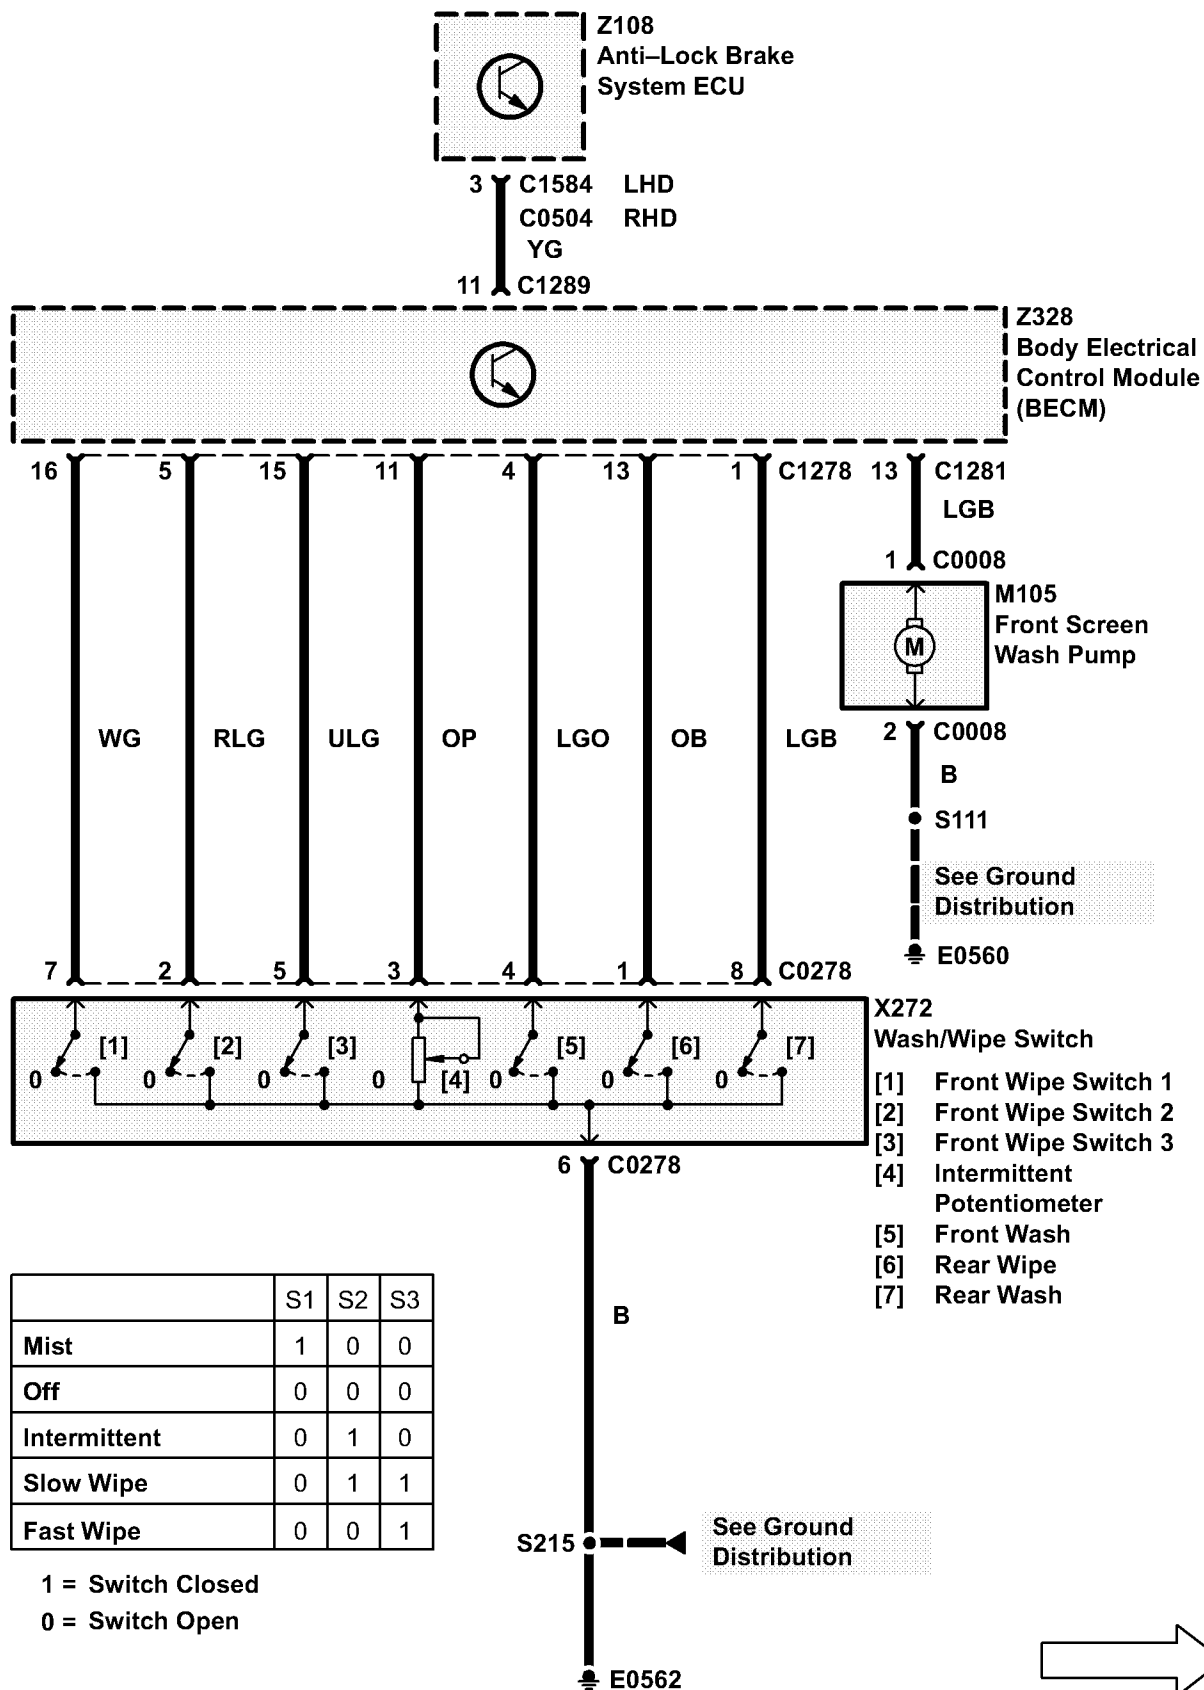 Z108
Anti–Lock Brake
System ECU
3 C1584 LHD
C0504 RHD
YG
11 C1289
Z328
Body Electrical
Control Module
(BECM)
16 5 15 11 4 13 1 C1278 13 C1281
LGB
1 C0008
M105
Front Screen
Wash Pump
M
2 C0008
WG RLG ULG OP LGO OB LGB
B
S111
See Ground
Distribution
E0560
7 2 5 3 4 1 8 C0278
X272
Wash/Wipe Switch
[1] [2] [3] [4] [5] [6] [7]
0 0 0 0 0 0 0
[1] Front Wipe Switch 1
[2] Front Wipe Switch 2
[3] Front Wipe Switch 3
[4] Intermittent
Potentiometer
[5] Front Wash
[6] Rear Wipe
[7] Rear Wash
6 C0278
B
S1 S2 S3
Mist 1 0 0
Off 0 0 0
Intermittent 0 1 0
Slow Wipe 0 1 1
Fast Wipe 0 0 1
1 = Switch Closed
0 = Switch Open
S215
See Ground
Distribution
E0562